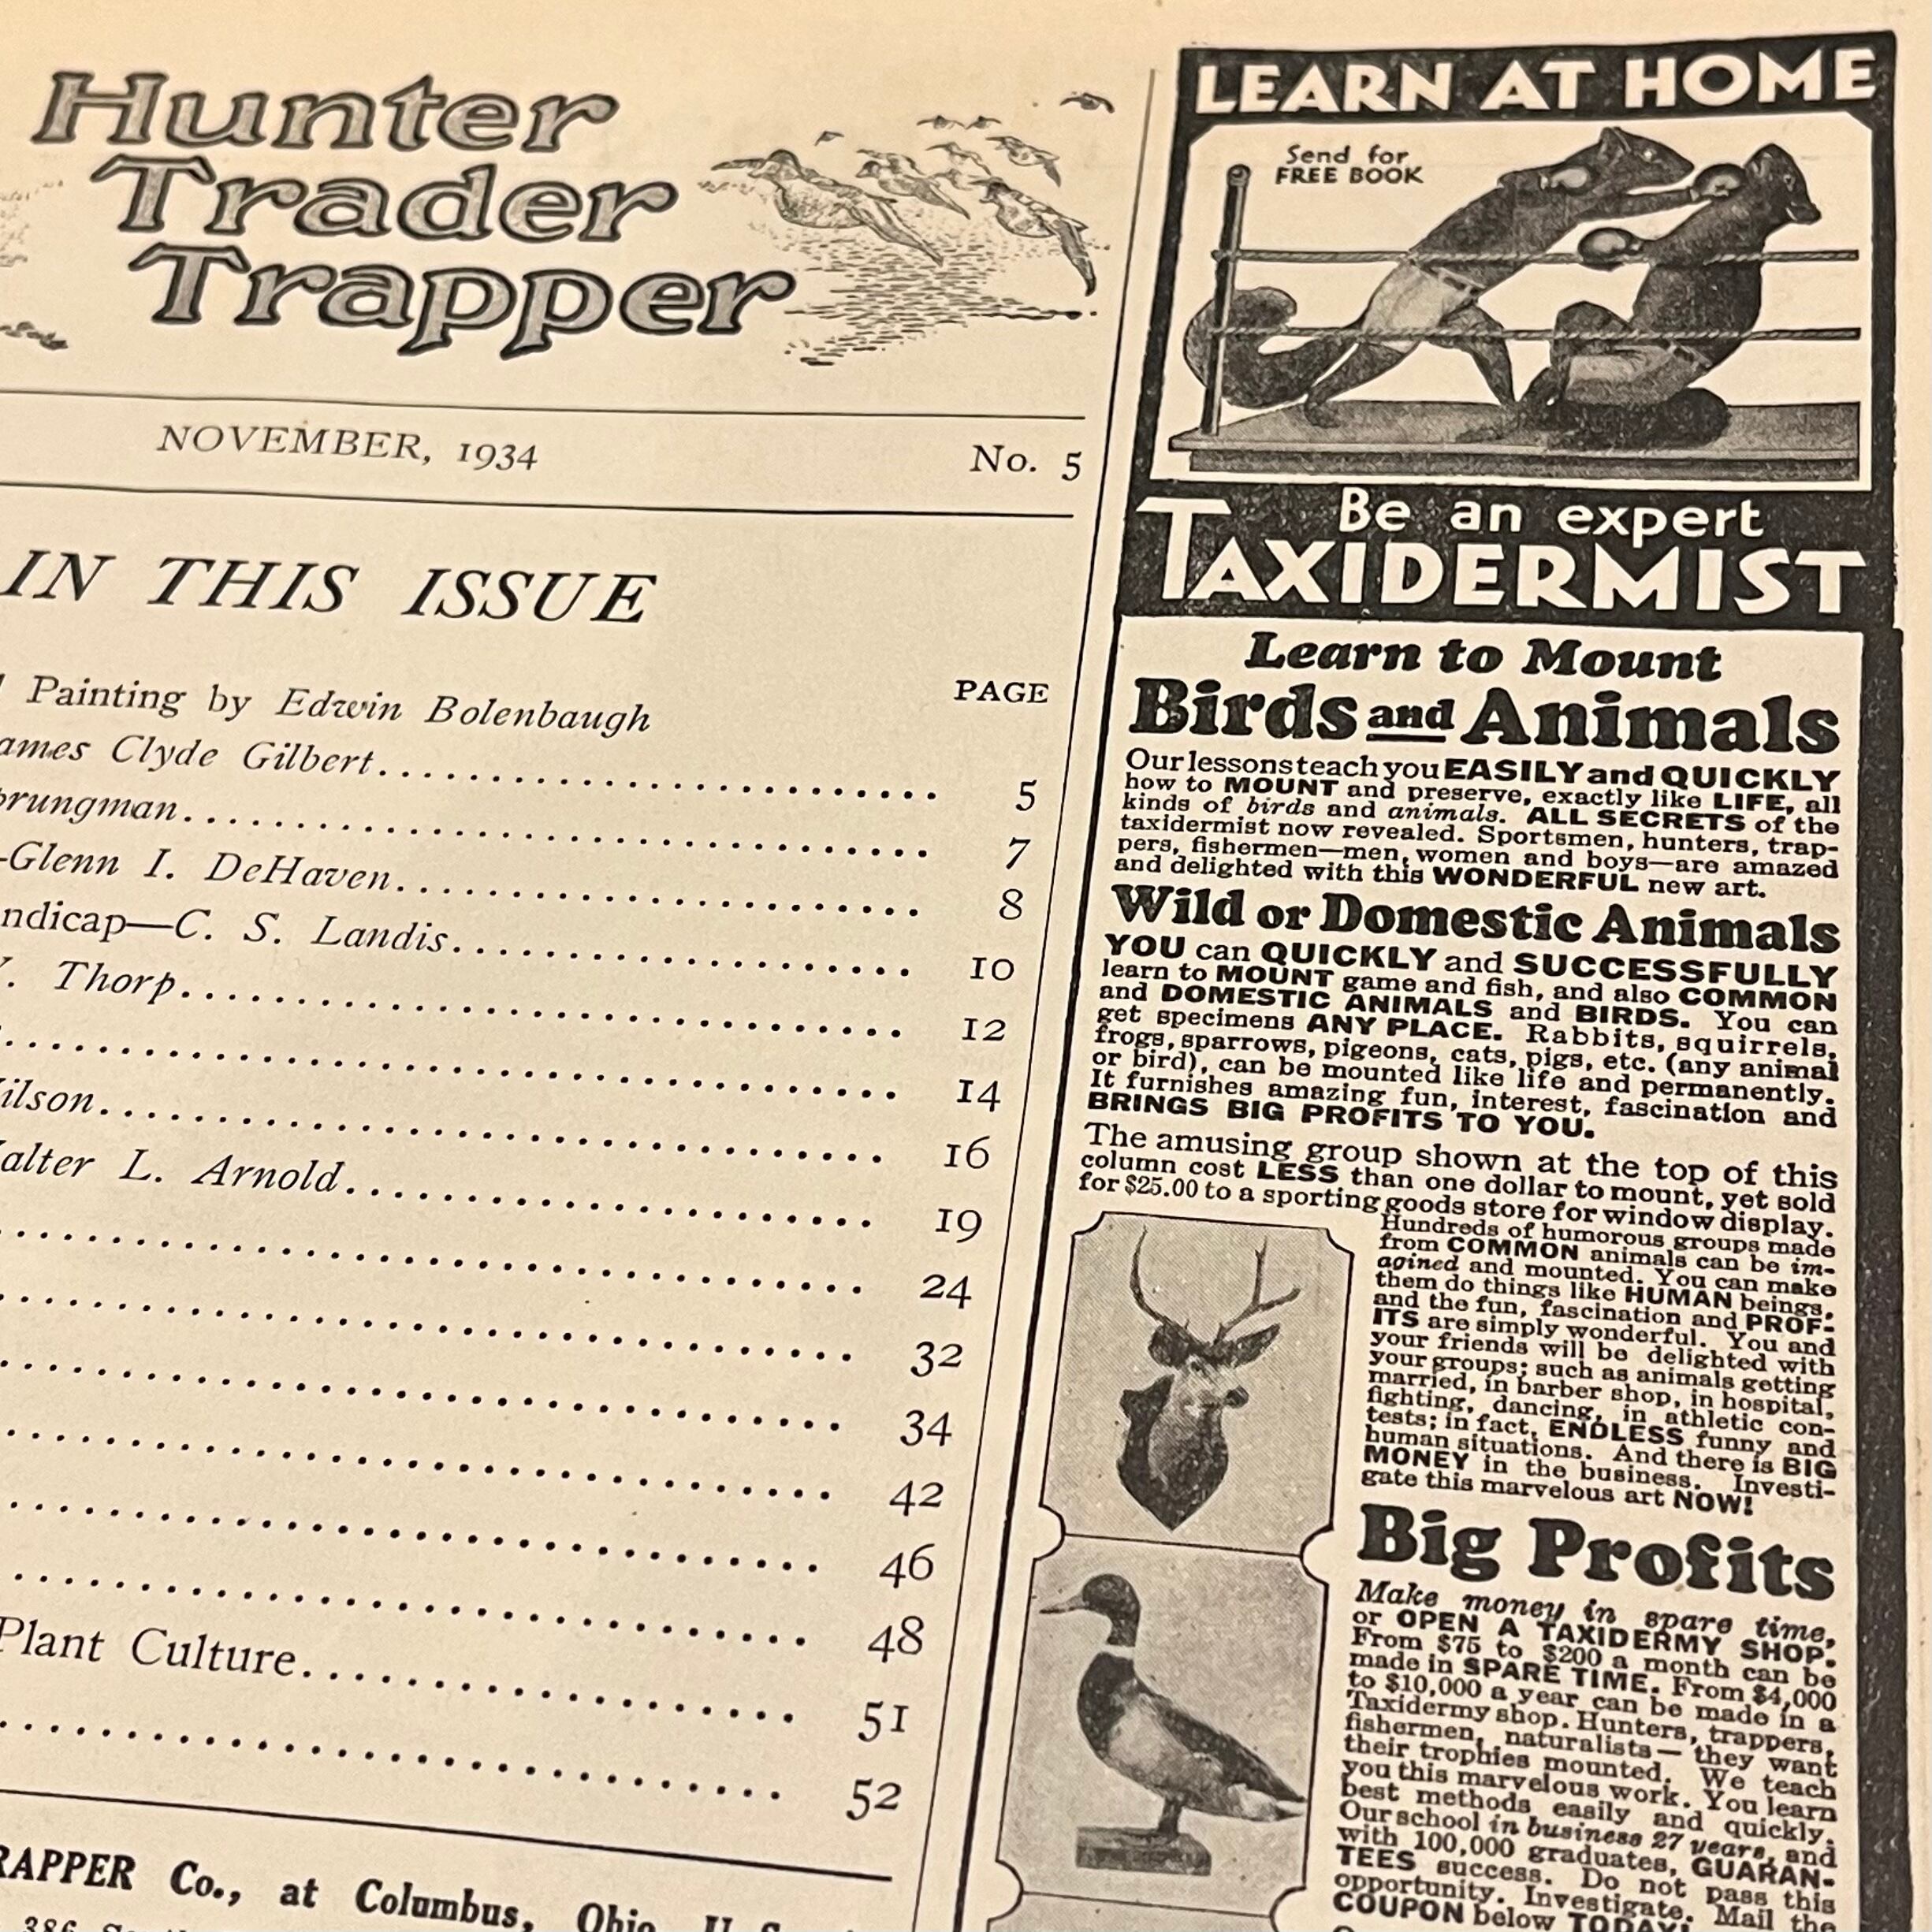 Hunter
Trader
Trapper
NOVEMBER, 1934 No. 5
IN THIS ISSUE
PAGE
Painting by Edwin Bolenbaugh
Clyde Gilbert 5
7
Glenn I. DeHaven 8
C. S. Landis 10
Thorp 12
14
16
L. Arnold 19
24
32
34
42
46
48
Plant Culture 51
52
Co., at Columbus, Ohio
LEARN AT HOME
Send for
FREE BOOK
Be an expert
TAXIDERMIST
Learn to Mount
Birds and Animals
Our lessons teach you EASILY and QUICKLY
how to MOUNT and preserve, exactly like LIFE, all
kinds of birds and animals. ALL SECRETS of the
taxidermist now revealed. Sportsmen, hunters, trap-
pers, fishermen—men, women and boys—are amazed
and delighted with this WONDERFUL new art.
Wild or Domestic Animals
YOU can QUICKLY and SUCCESSFULLY
learn to MOUNT game and fish, and also COMMON
and DOMESTIC ANIMALS and BIRDS. You can
get specimens ANY PLACE. Rabbits, squirrels,
frogs, sparrows, pigeons, cats, pigs, etc. (any animal
or bird), can be mounted like life and permanently.
It furnishes amazing fun, interest, fascination and
BRINGS BIG PROFITS TO YOU.
The amusing group shown at the top of this
column cost LESS than one dollar to mount, yet sold
for $25.00 to a sporting goods store for window display.
Hundreds of humorous groups made
from COMMON animals can be im-
agined and mounted. You can make
them do things like HUMAN beings,
and the fun, fascination and PROF-
ITS are simply wonderful. You and
your friends will be delighted with
your groups; such as animals getting
married, in barber shop, in hospital,
fighting, dancing, in athletic con-
tests; in fact, ENDLESS funny and
human situations. And there is BIG
MONEY in the business. Investi-
gate this marvelous art NOW!
Big Profits
Make money in spare time,
or OPEN A TAXIDERMY SHOP.
From $75 to $200 a month can be
made in SPARE TIME. From $4,000
to $10,000 a year can be made in a
Taxidermy shop. Hunters, trappers,
fishermen, naturalists— they want
their trophies mounted. We teach
you this marvelous work. You learn
best methods easily and quickly.
Our school in business 27 years, and
with 100,000 graduates, GUARAN-
TEES success. Do not pass this
opportunity. Investigate. Mail the
COUPON below TODAY!